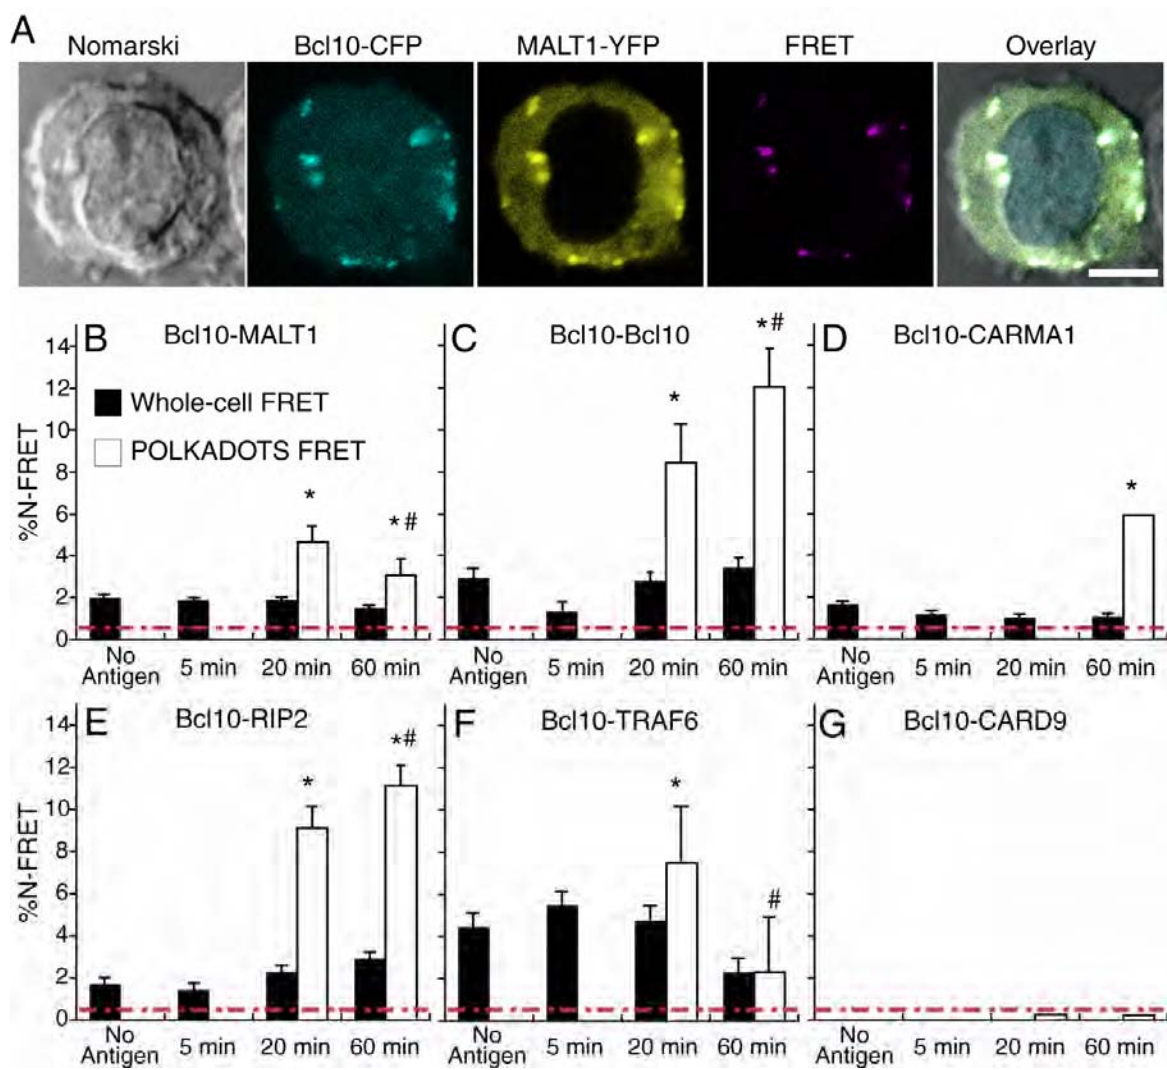 A
Nomarski Bcl10-CFP MALT1-YFP FRET Overlay
B Bcl10-MALT1
C Bcl10-Bcl10
D Bcl10-CARMA1
Whole-cell FRET
POLKADOTS FRET
%N-FRET
14
12
10
8
6
4
2
0
*
*#
*
*#
*
No Antigen 5 min 20 min 60 min
No Antigen 5 min 20 min 60 min
No Antigen 5 min 20 min 60 min
E Bcl10-RIP2
F Bcl10-TRAF6
G Bcl10-CARD9
%N-FRET
14
12
10
8
6
4
2
0
*
*#
*
#
No Antigen 5 min 20 min 60 min
No Antigen 5 min 20 min 60 min
No Antigen 5 min 20 min 60 min